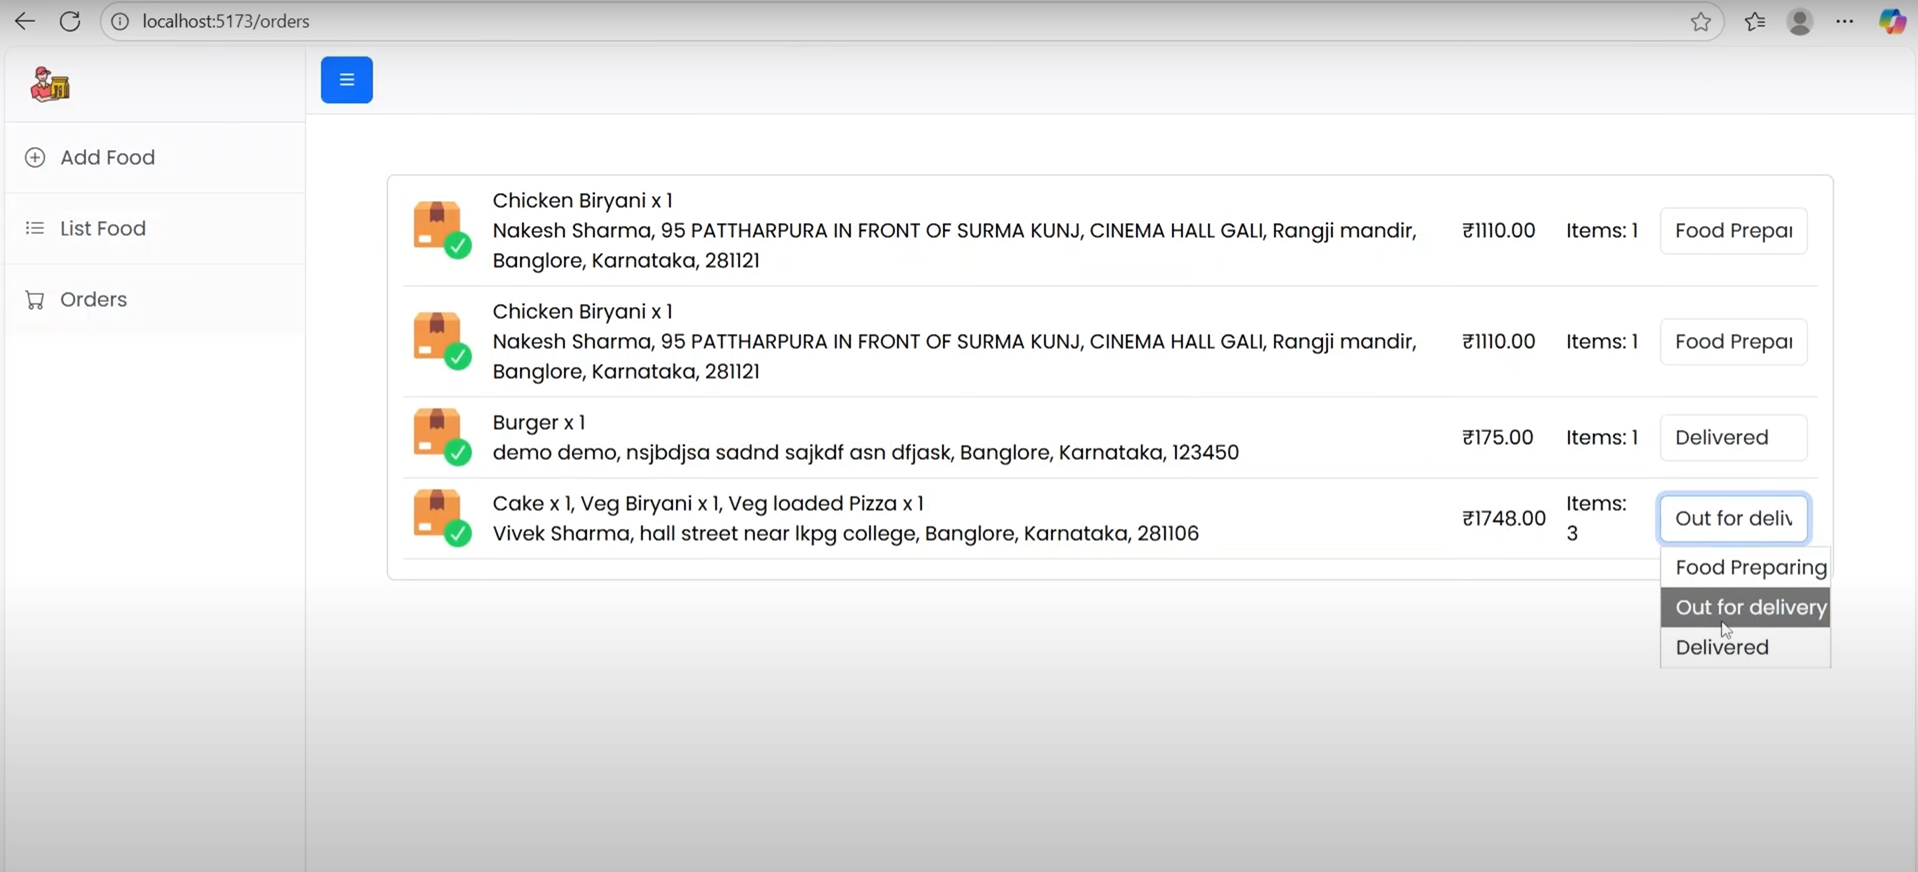 localhost:5173/orders
Add Food
List Food
Orders
Chicken Biryani x 1
Nakesh Sharma, 95 PATTHARPURA IN FRONT OF SURMA KUNJ, CINEMA HALL GALI, Rangji mandir,
Banglore, Karnataka, 281121
₹1110.00
Items: 1
Food Prepar
Chicken Biryani x 1
Nakesh Sharma, 95 PATTHARPURA IN FRONT OF SURMA KUNJ, CINEMA HALL GALI, Rangji mandir,
Banglore, Karnataka, 281121
₹1110.00
Items: 1
Food Prepar
Burger x 1
demo demo, nsjbdjsa sadnd sajkdf asn dfjask, Banglore, Karnataka, 123450
₹175.00
Items: 1
Delivered
Cake x 1, Veg Biryani x 1, Veg loaded Pizza x 1
Vivek Sharma, hall street near lkpg college, Banglore, Karnataka, 281106
₹1748.00
Items:
3
Out for deliv
Food Preparing
Out for delivery
Delivered